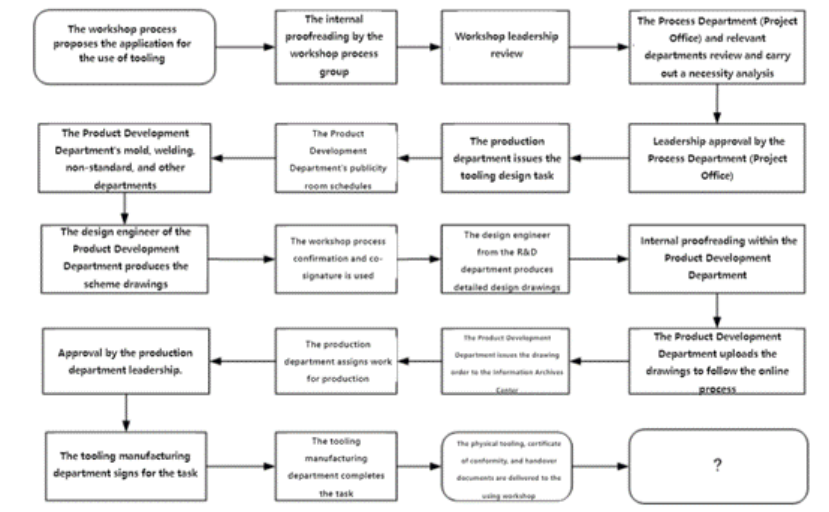 The workshop process
proposes the application for
the use of tooling
The internal
proofreading by the
workshop process
group
Workshop leadership
review
The Process Department (Project
Office) and relevant
departments review and carry
out a necessity analysis
The Product Development
Department's mold, welding,
non-standard, and other
departments
The Product
Development
Department's publicity
room schedules
The production
department issues the
tooling design task
Leadership approval by the
Process Department (Project
Office)
The design engineer of the
Product Development
Department produces the
scheme drawings
The workshop process
confirmation and co-
signature is used
The design engineer
from the R&D
department produces
detailed design drawings
Internal proofreading within the
Product Development
Department
Approval by the production
department leadership.
The production
department assigns work
for production
The Product Development
Department issues the drawing
order to the Information Archives
Center
The Product Development
Department uploads the
drawings to follow the online
process
The tooling manufacturing
department signs for the task
The tooling
manufacturing
department completes
the task
The physical tooling, certificate
of conformity, and handover
documents are delivered to the
using workshop
?